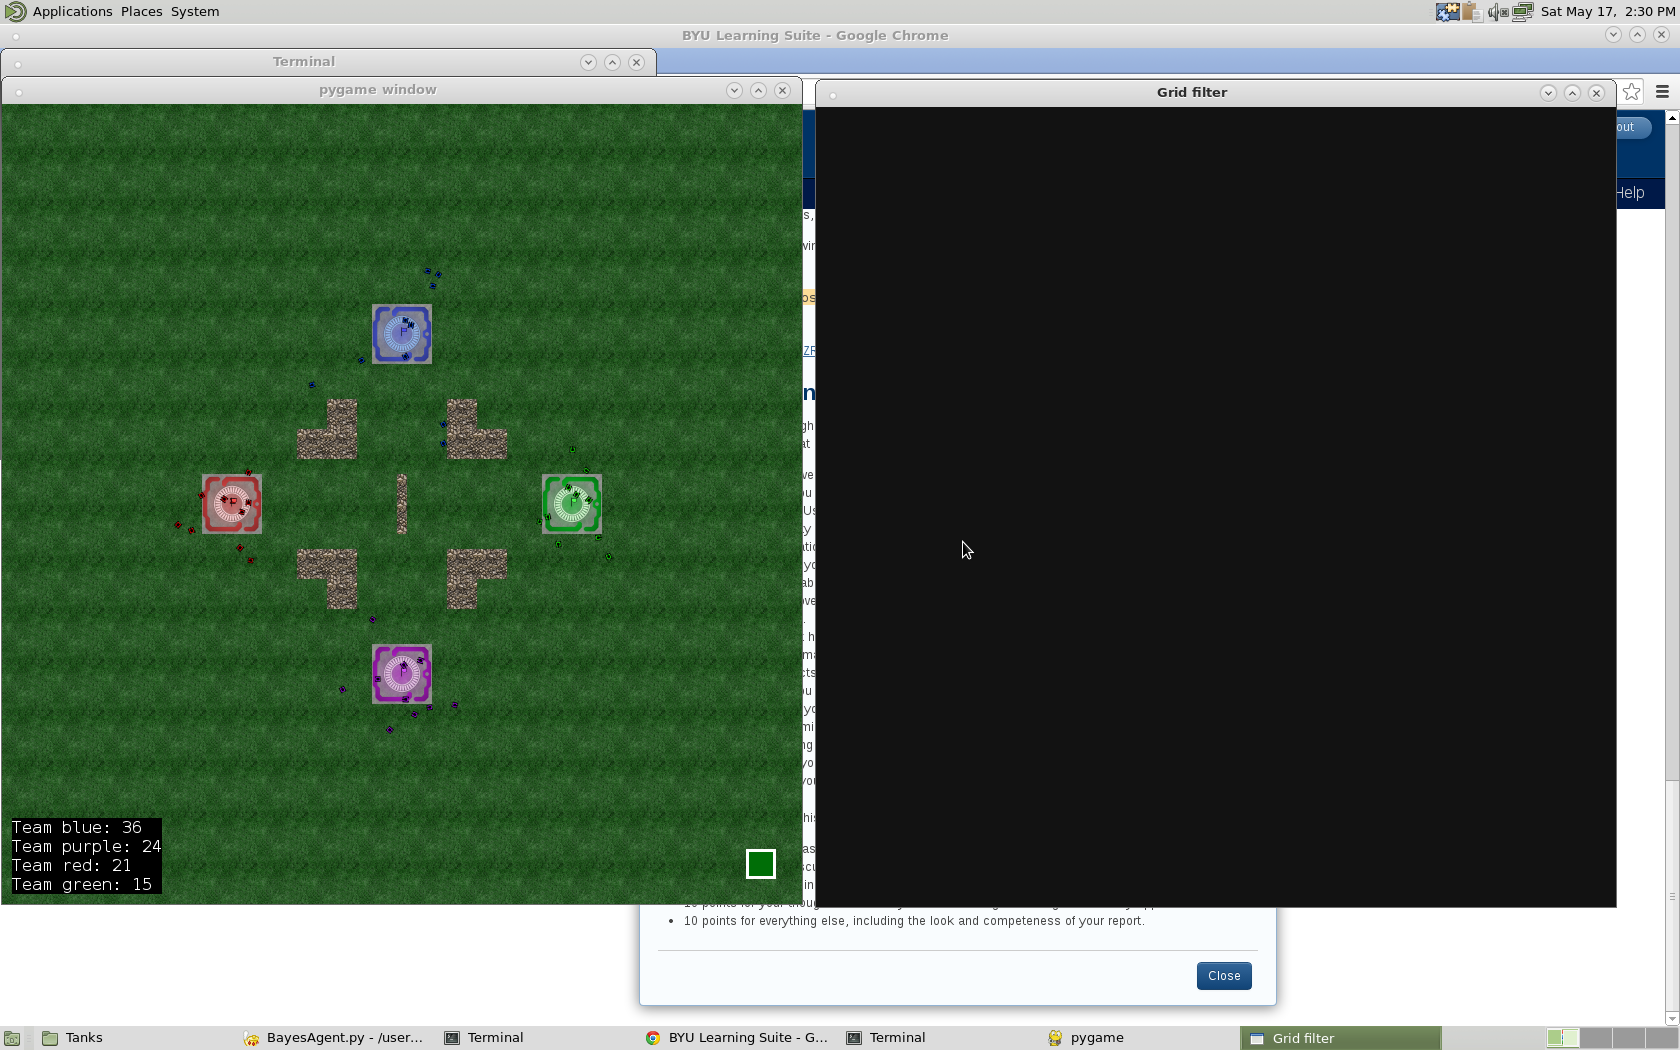 Applications Places System
Sat May 17, 2:30 PM
BYU Learning Suite - Google Chrome
Terminal
pygame window
Grid filter
out
Help
Team blue: 36
Team purple: 24
Team red: 21
Team green: 15
10 points for everything else, including the look and competeness of your report.
Close
Tanks
BayesAgent.py - /user...
Terminal
BYU Learning Suite - G...
Terminal
pygame
Grid filter